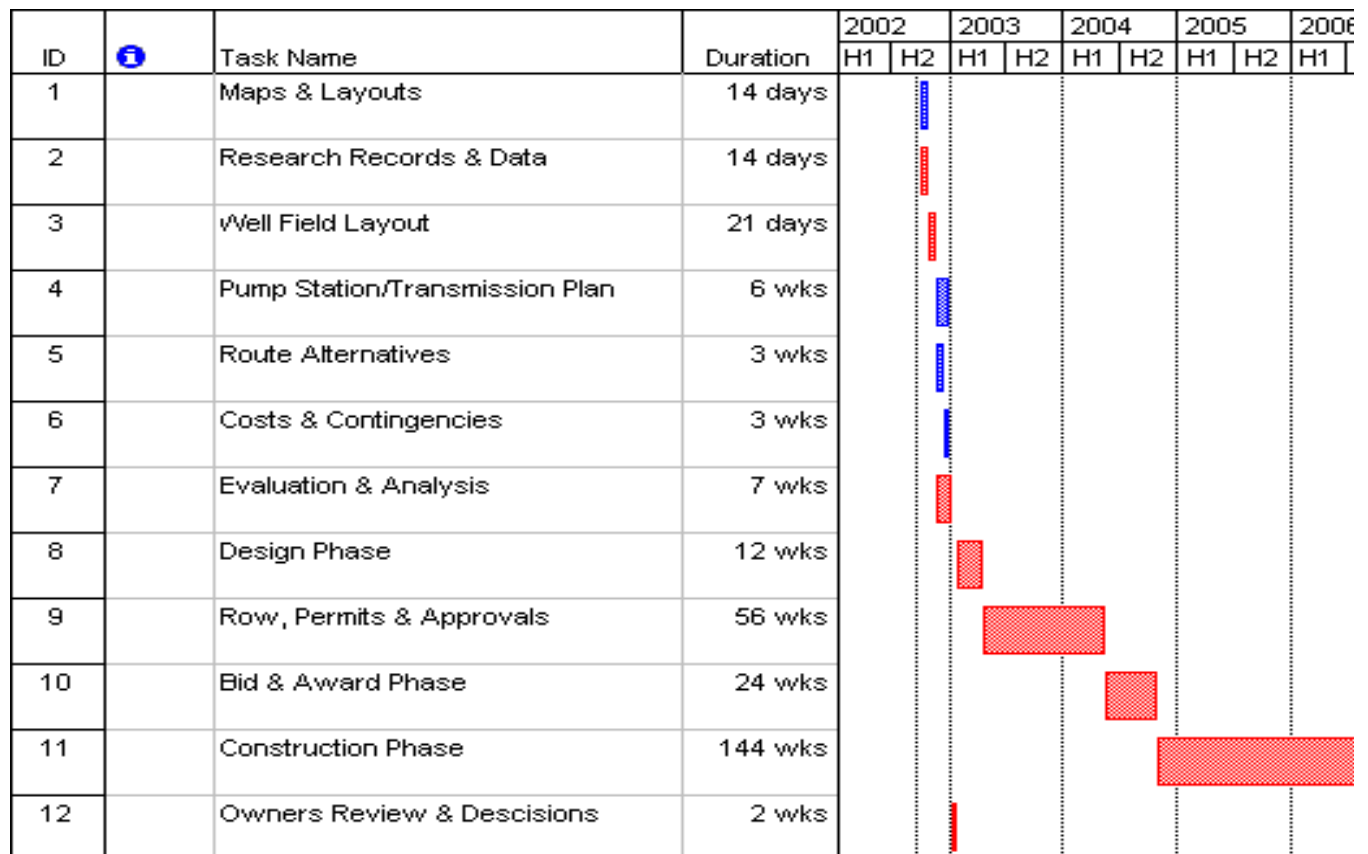 2002 2003 2004 2005 2006
ID i Task Name Duration H1 H2 H1 H2 H1 H2 H1 H2 H1
1 Maps & Layouts 14 days
2 Research Records & Data 14 days
3 Well Field Layout 21 days
4 Pump Station/Transmission Plan 6 wks
5 Route Alternatives 3 wks
6 Costs & Contingencies 3 wks
7 Evaluation & Analysis 7 wks
8 Design Phase 12 wks
9 Row, Permits & Approvals 56 wks
10 Bid & Award Phase 24 wks
11 Construction Phase 144 wks
12 Owners Review & Descisions 2 wks